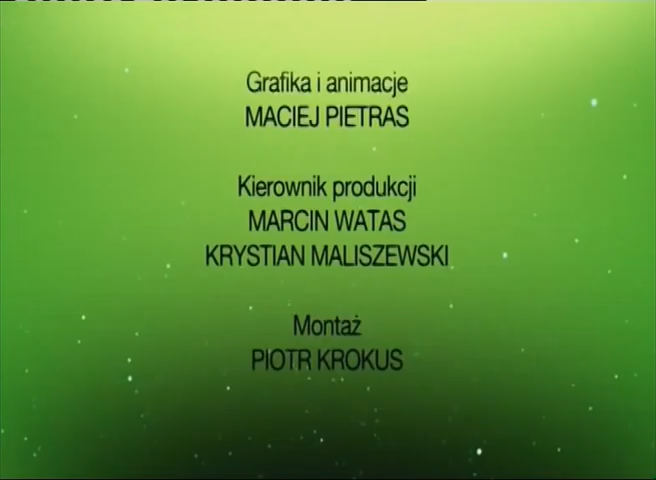 Grafika i animacje
MACIEJ PIETRAS
Kierownik produkcji
MARCIN WATAS
KRYSTIAN MALISZEWSKI
Montaż
PIOTR KROKUS